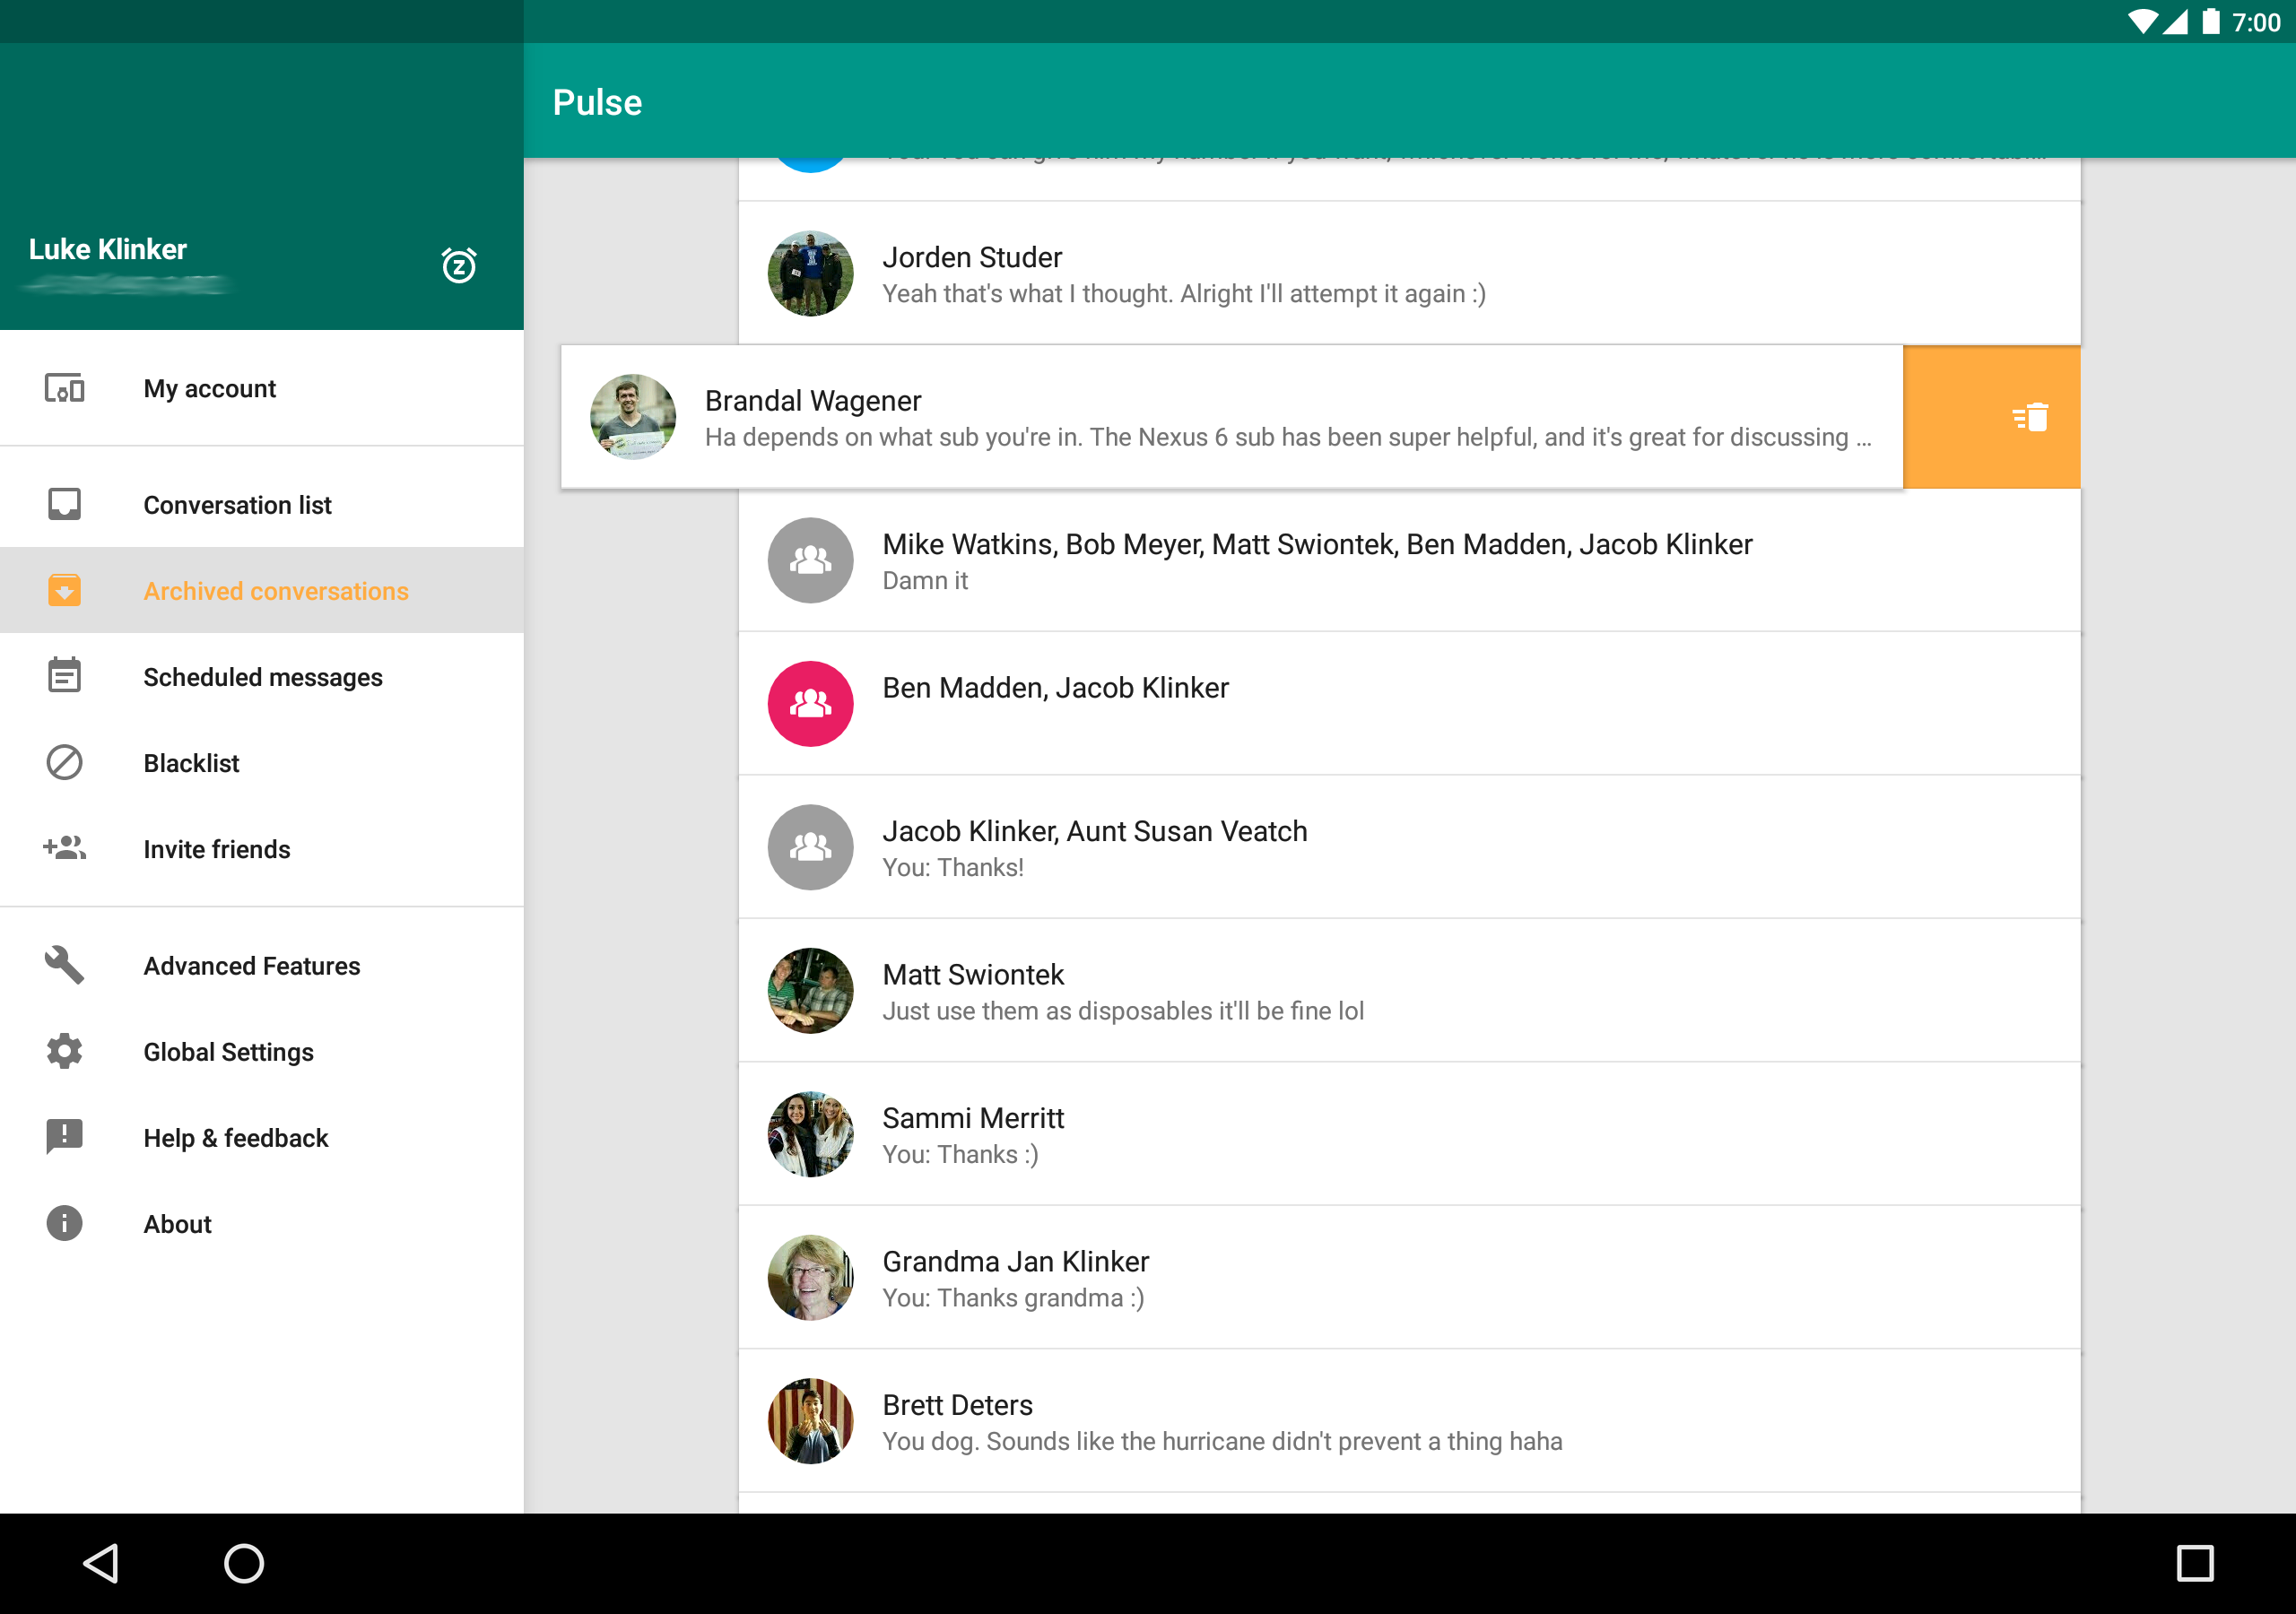 7:00
Pulse
Luke Klinker
My account
Conversation list
Archived conversations
Scheduled messages
Blacklist
Invite friends
Advanced Features
Global Settings
Help & feedback
About
Jorden Studer
Yeah that's what I thought. Alright I'll attempt it again :)
Brandal Wagener
Ha depends on what sub you're in. The Nexus 6 sub has been super helpful, and it's great for discussing ...
Mike Watkins, Bob Meyer, Matt Swiontek, Ben Madden, Jacob Klinker
Damn it
Ben Madden, Jacob Klinker
Jacob Klinker, Aunt Susan Veatch
You: Thanks!
Matt Swiontek
Just use them as disposables it'll be fine lol
Sammi Merritt
You: Thanks :)
Grandma Jan Klinker
You: Thanks grandma :)
Brett Deters
You dog. Sounds like the hurricane didn't prevent a thing haha